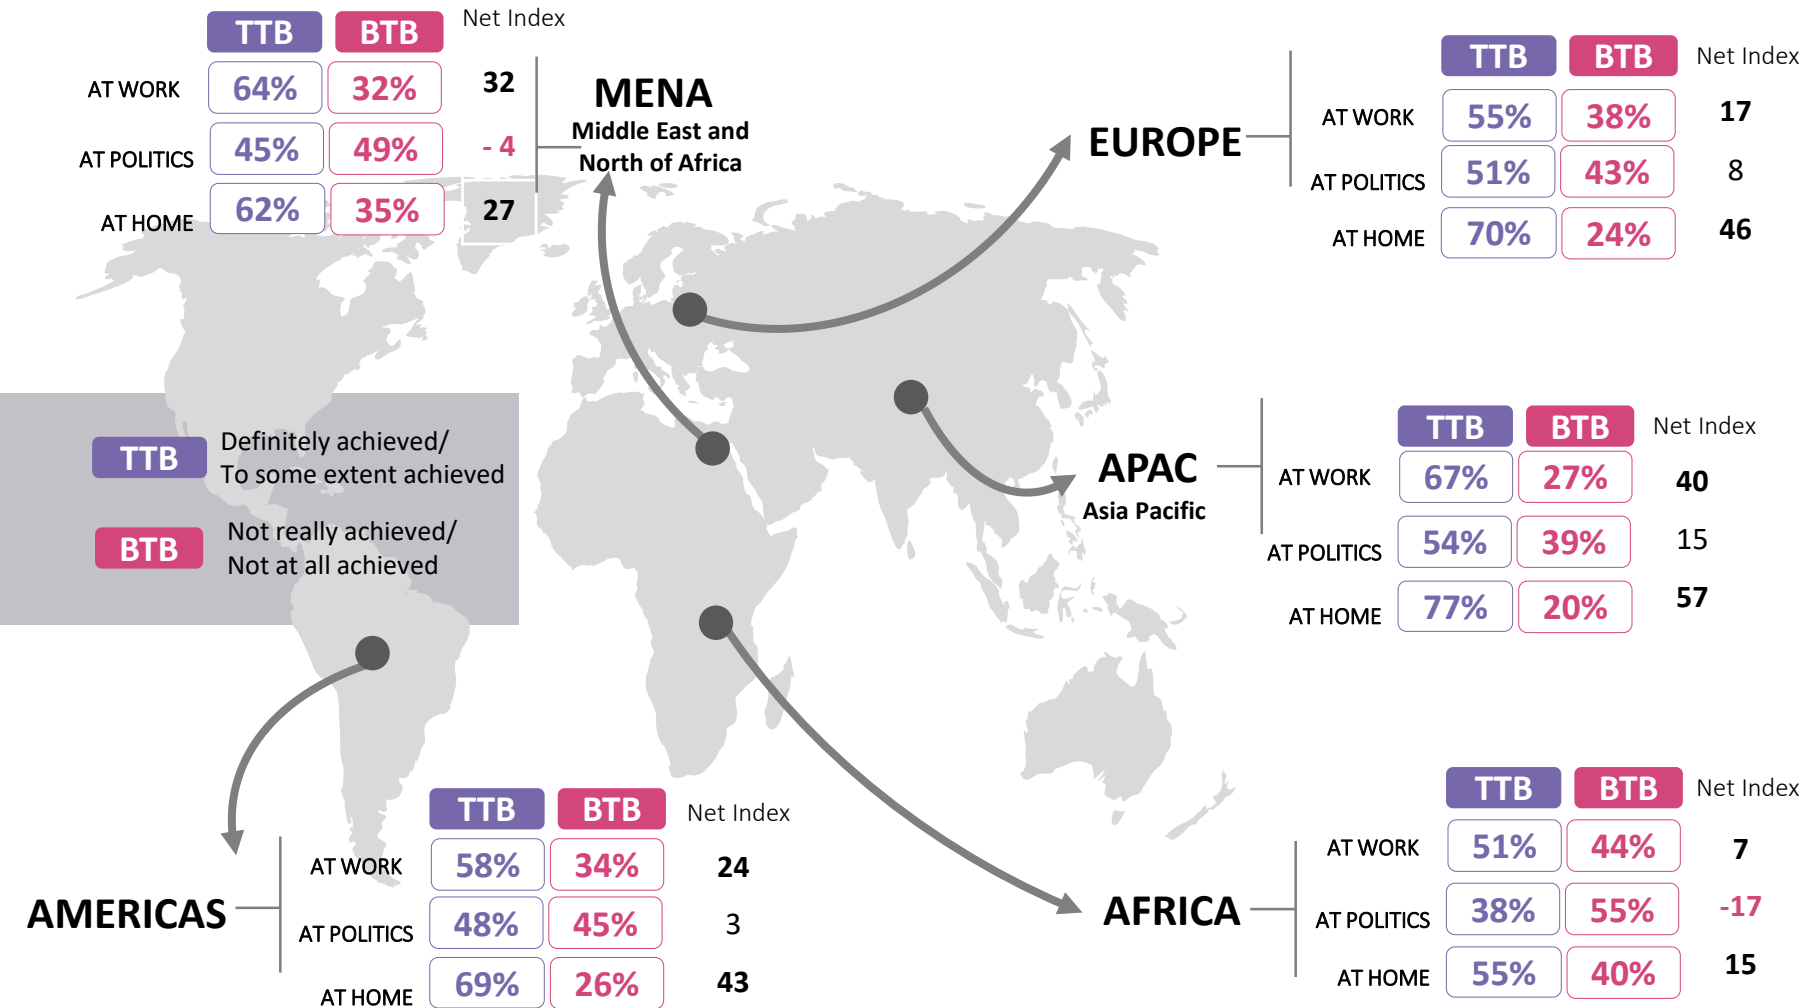 TTB BTB Net Index
AT WORK 64% 32% 32
AT POLITICS 45% 49% - 4
AT HOME 62% 35% 27
MENA
Middle East and
North of Africa
EUROPE
TTB BTB Net Index
AT WORK 55% 38% 17
AT POLITICS 51% 43% 8
AT HOME 70% 24% 46
TTB Definitely achieved/
To some extent achieved
BTB Not really achieved/
Not at all achieved
APAC
Asia Pacific
TTB BTB Net Index
AT WORK 67% 27% 40
AT POLITICS 54% 39% 15
AT HOME 77% 20% 57
AMERICAS
TTB BTB Net Index
AT WORK 58% 34% 24
AT POLITICS 48% 45% 3
AT HOME 69% 26% 43
AFRICA
TTB BTB Net Index
AT WORK 51% 44% 7
AT POLITICS 38% 55% -17
AT HOME 55% 40% 15